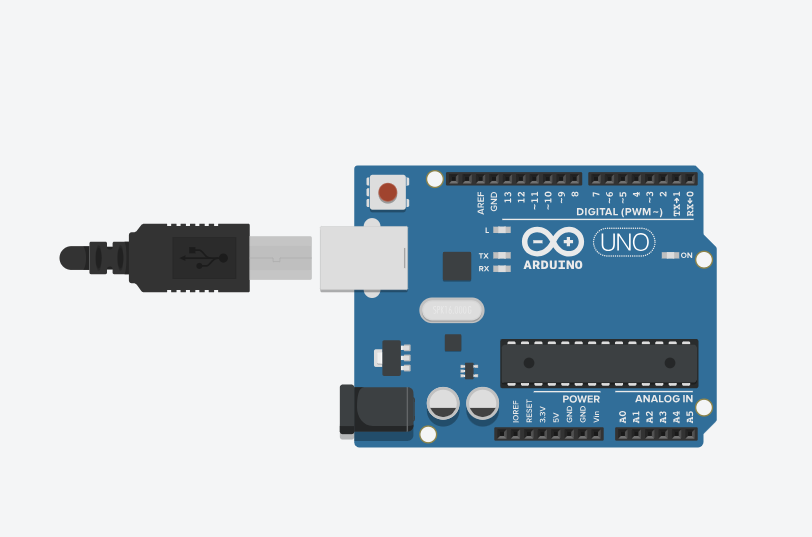 AREF
GND
13
12
~11
~10
~9
8
7
~6
~5
4
~3
2
TX→1
RX←0
DIGITAL (PWM~)
L
TX
RX
ARDUINO
UNO
ON
POWER
ANALOG IN
IOREF
RESET
3.3V
5V
GND
GND
Vin
A0
A1
A2
A3
A4
A5